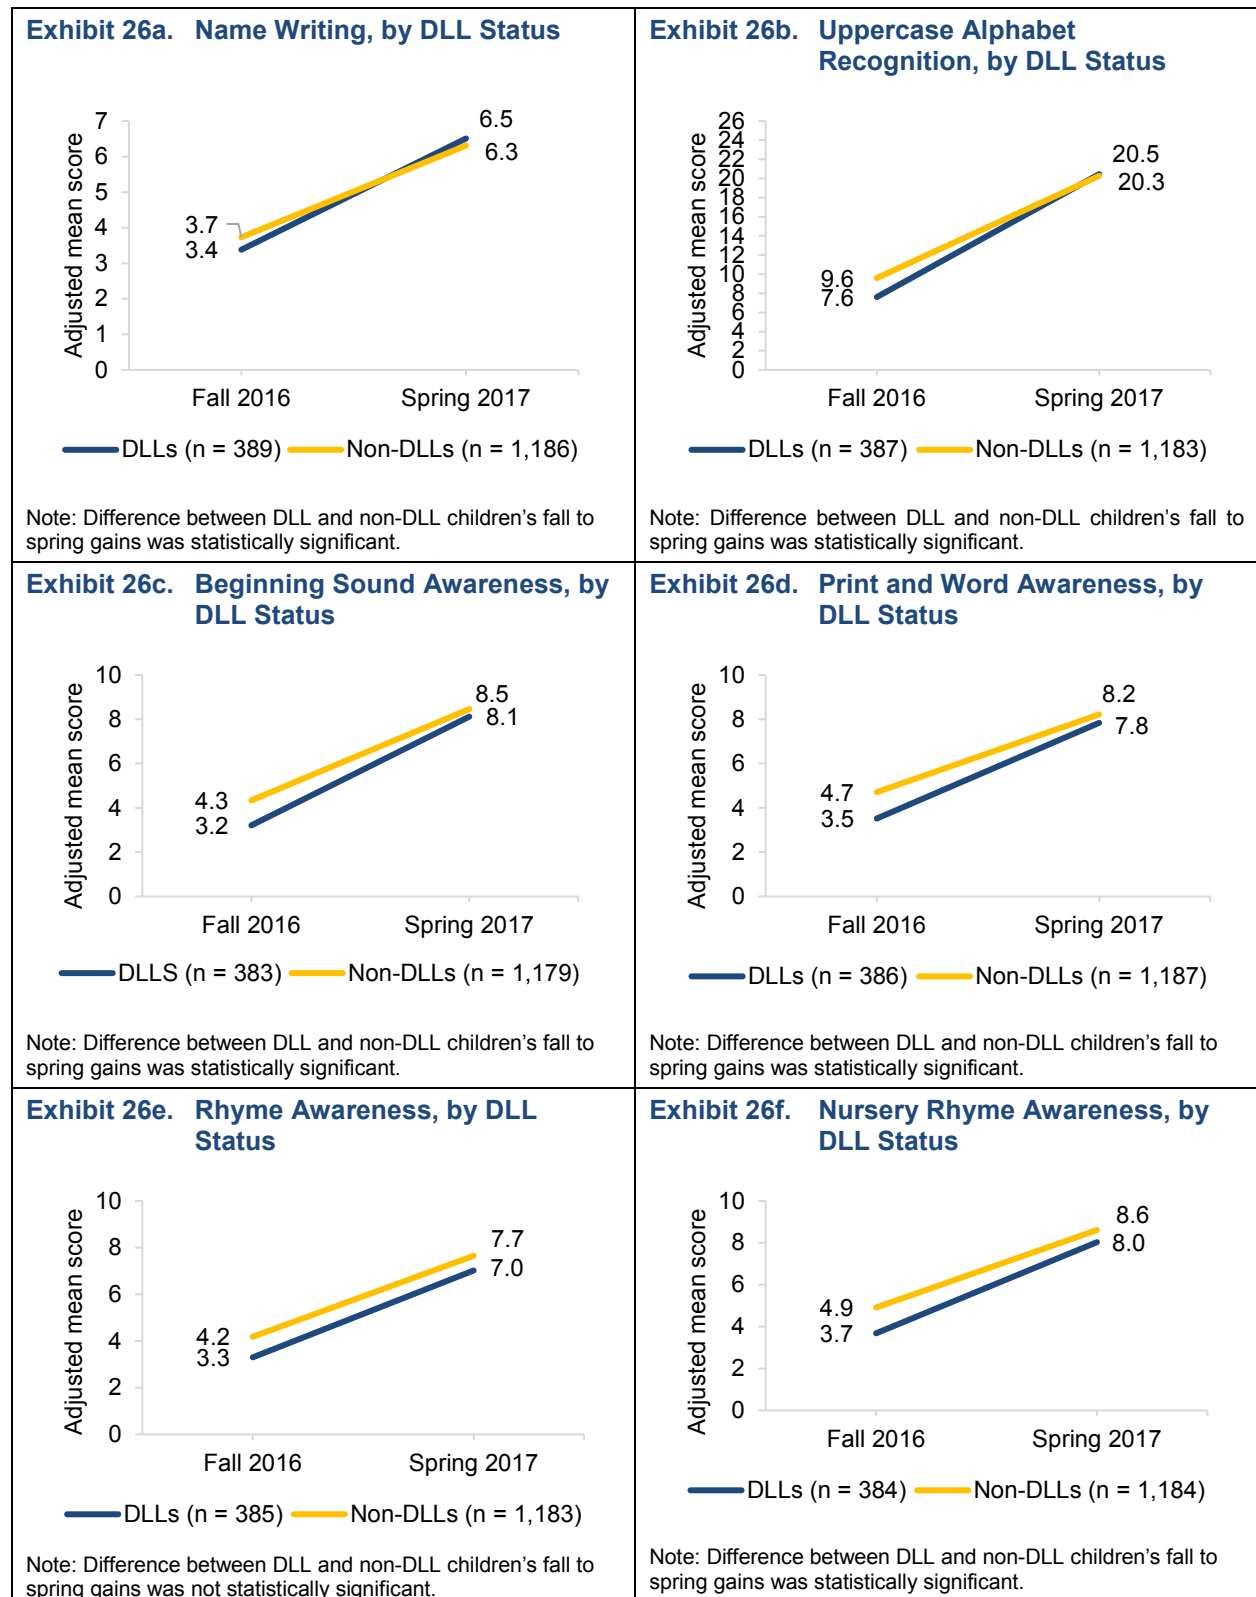 Exhibit 26a. Name Writing, by DLL Status
Adjusted mean score
7
6
5
4
3
2
1
0
3.7
3.4
6.5
6.3
Fall 2016 Spring 2017
DLLs (n = 389) Non-DLLs (n = 1,186)
Note: Difference between DLL and non-DLL children's fall to
spring gains was statistically significant.
Exhibit 26b. Uppercase Alphabet
Recognition, by DLL Status
Adjusted mean score
26
24
22
20
18
16
14
12
10
8
6
4
2
0
9.6
7.6
20.5
20.3
Fall 2016 Spring 2017
DLLs (n = 387) Non-DLLs (n = 1,183)
Note: Difference between DLL and non-DLL children's fall to
spring gains was statistically significant.
Exhibit 26c. Beginning Sound Awareness, by
DLL Status
Adjusted mean score
10
8
6
4
2
0
4.3
3.2
8.5
8.1
Fall 2016 Spring 2017
DLLS (n = 383) Non-DLLs (n = 1,179)
Note: Difference between DLL and non-DLL children's fall to
spring gains was statistically significant.
Exhibit 26d. Print and Word Awareness, by
DLL Status
Adjusted mean score
10
8
6
4
2
0
4.7
3.5
8.2
7.8
Fall 2016 Spring 2017
DLLs (n = 386) Non-DLLs (n = 1,187)
Note: Difference between DLL and non-DLL children's fall to
spring gains was statistically significant.
Exhibit 26e. Rhyme Awareness, by DLL
Status
Adjusted mean score
10
8
6
4
2
0
4.2
3.3
7.7
7.0
Fall 2016 Spring 2017
DLLs (n = 385) Non-DLLs (n = 1,183)
Note: Difference between DLL and non-DLL children's fall to
spring gains was not statistically significant.
Exhibit 26f. Nursery Rhyme Awareness, by
DLL Status
Adjusted mean score
10
8
6
4
2
0
4.9
3.7
8.6
8.0
Fall 2016 Spring 2017
DLLs (n = 384) Non-DLLs (n = 1,184)
Note: Difference between DLL and non-DLL children's fall to
spring gains was statistically significant.